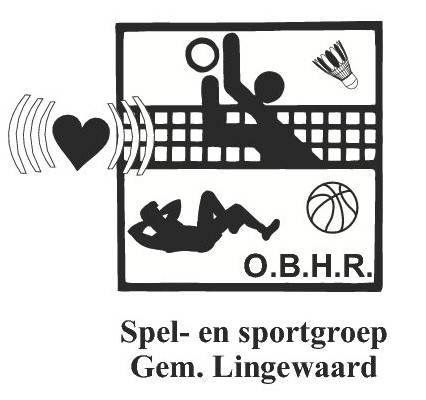 O.B.H.R.
Spel- en sportgroep
Gem. Lingewaard